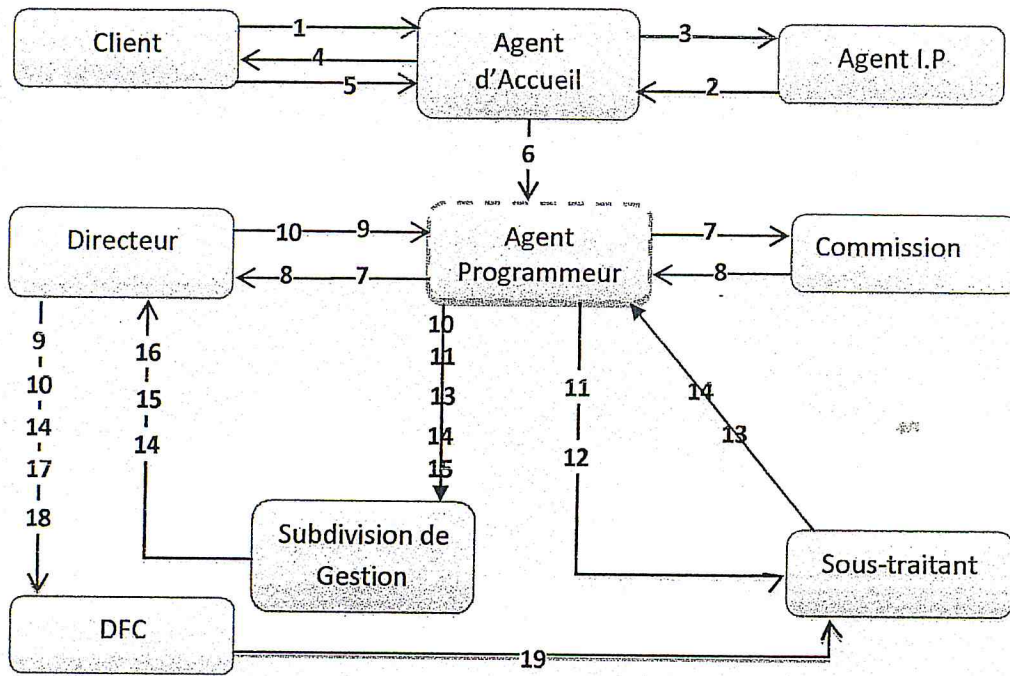 Client
1
4
5
Agent
d'Accueil
3
2
Agent I.P
6
Directeur
10 9
8 7
Agent
Programmeur
7
8
Commission
9
10
14
17
18
16
15
14
10
11
13
14
15
11
12
14
13
Subdivision de
Gestion
Sous-traitant
DFC
19